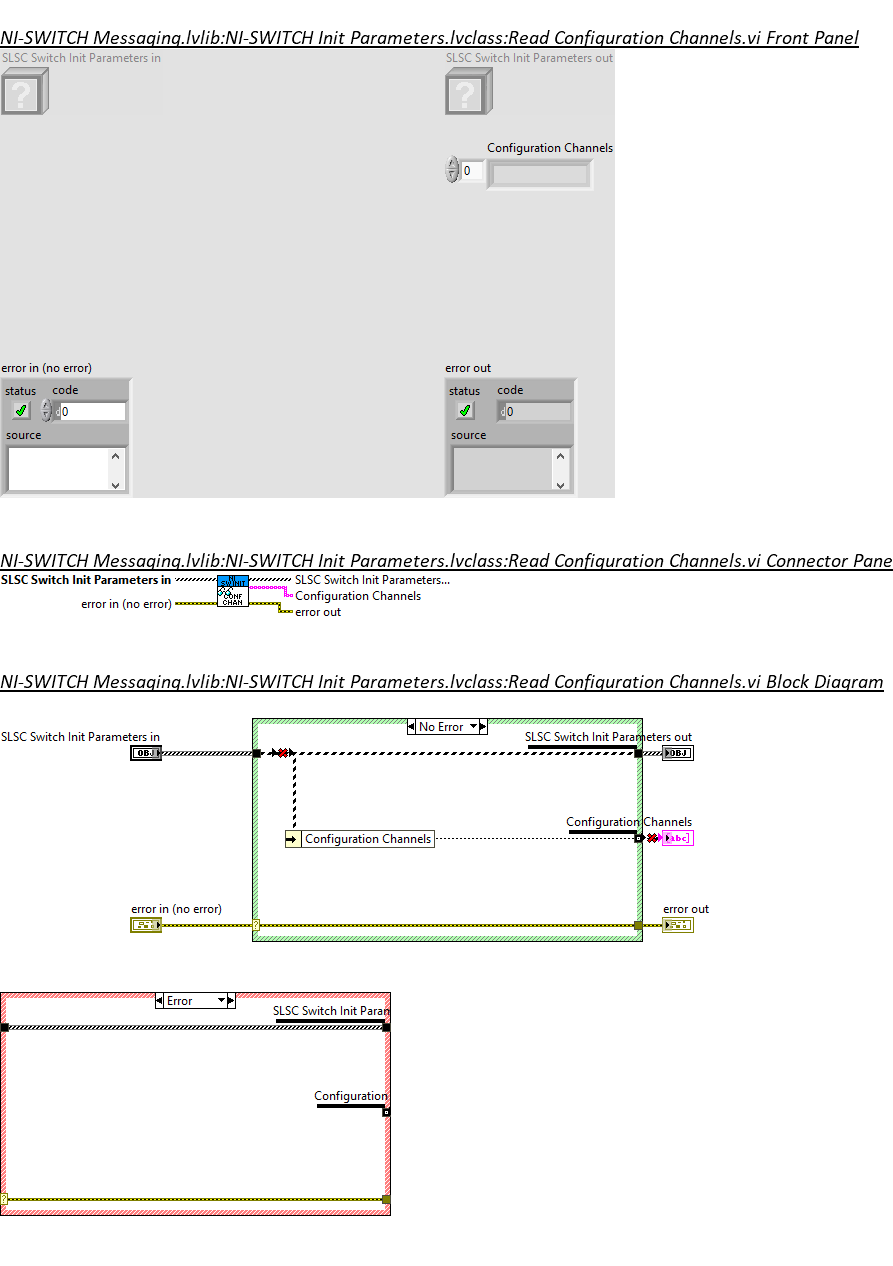 NI-SWITCH Messaging.lvlib:NI-SWITCH Init Parameters.lvclass:Read Configuration Channels.vi Front Panel
SLSC Switch Init Parameters in
SLSC Switch Init Parameters out
?
?
Configuration Channels
0
error in (no error)
error out
status code
status code
d 0
d 0
source
source
NI-SWITCH Messaging.lvlib:NI-SWITCH Init Parameters.lvclass:Read Configuration Channels.vi Connector Pane
SLSC Switch Init Parameters in
NI
SW INIT
CONF
CHAN
SLSC Switch Init Parameters...
Configuration Channels
error in (no error)
error out
NI-SWITCH Messaging.lvlib:NI-SWITCH Init Parameters.lvclass:Read Configuration Channels.vi Block Diagram
No Error
SLSC Switch Init Parameters in
SLSC Switch Init Parameters out
OBJ
OBJ
Configuration Channels
Configuration Channels
abc
error in (no error)
error out
?
Error
SLSC Switch Init Param
Configuration
?